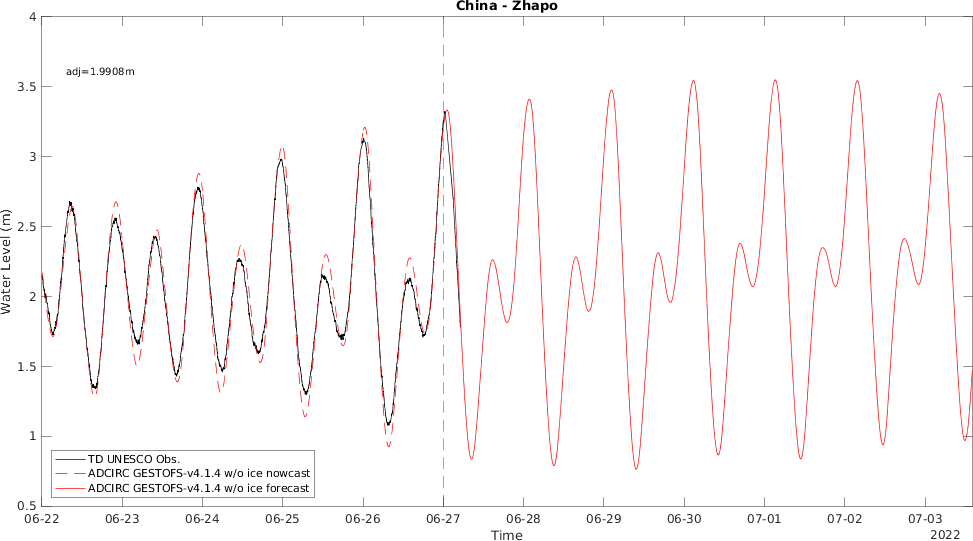 China - Zhapo
adj=1.9908m
Water Level (m)
4
3.5
3
2.5
2
1.5
1
0.5
TD UNESCO Obs.
ADCIRC GESTOFS-v4.1.4 w/o ice nowcast
ADCIRC GESTOFS-v4.1.4 w/o ice forecast
06-22 06-23 06-24 06-25 06-26 06-27 06-28 06-29 06-30 07-01 07-02 07-03
Time
2022